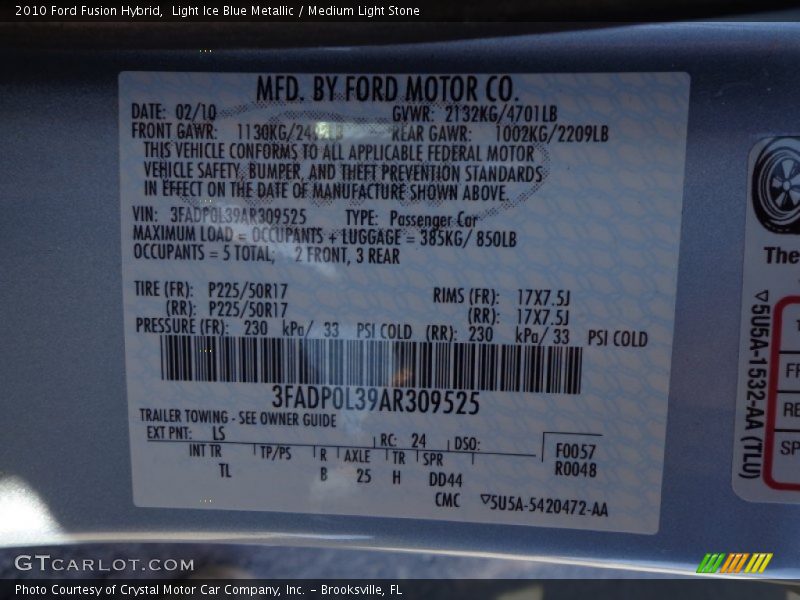 2010 Ford Fusion Hybrid, Light Ice Blue Metallic / Medium Light Stone
MFD. BY FORD MOTOR CO.
DATE: 02/10 GVWR: 2132KG/4701LB
FRONT GAWR: 1130KG/ REAR GAWR: 1002KG/2209LB
THIS VEHICLE CONFORMS TO ALL APPLICABLE FEDERAL MOTOR
VEHICLE SAFETY, BUMPER, AND THEFT PREVENTION STANDARDS
IN EFFECT ON THE DATE OF MANUFACTURE SHOWN ABOVE.
VIN: 3FADP0L39AR309525 TYPE: Passenger Car
MAXIMUM LOAD = OCCUPANTS + LUGGAGE = 385KG/ 850LB
OCCUPANTS = 5 TOTAL; 2 FRONT, 3 REAR
TIRE (FR): P225/50R17 RIMS (FR): 17X7.5J
(RR): P225/50R17 (RR): 17X7.5J
PRESSURE (FR): 230 kPa/ 33 PSI COLD (RR): 230 kPa/ 33 PSI COLD
3FADP0L39AR309525
TRAILER TOWING - SEE OWNER GUIDE
EXT PNT: LS RC: 24 DSO: F0057
INT TR TP/PS R AXLE TR SPR R0048
TL B 25 H DD44
CMC ▽5U5A-5420472-AA
The
▽5U5A-1532-AA (TLU)
GTCARLOT.COM
Photo Courtesy of Crystal Motor Car Company, Inc. – Brooksville, FL